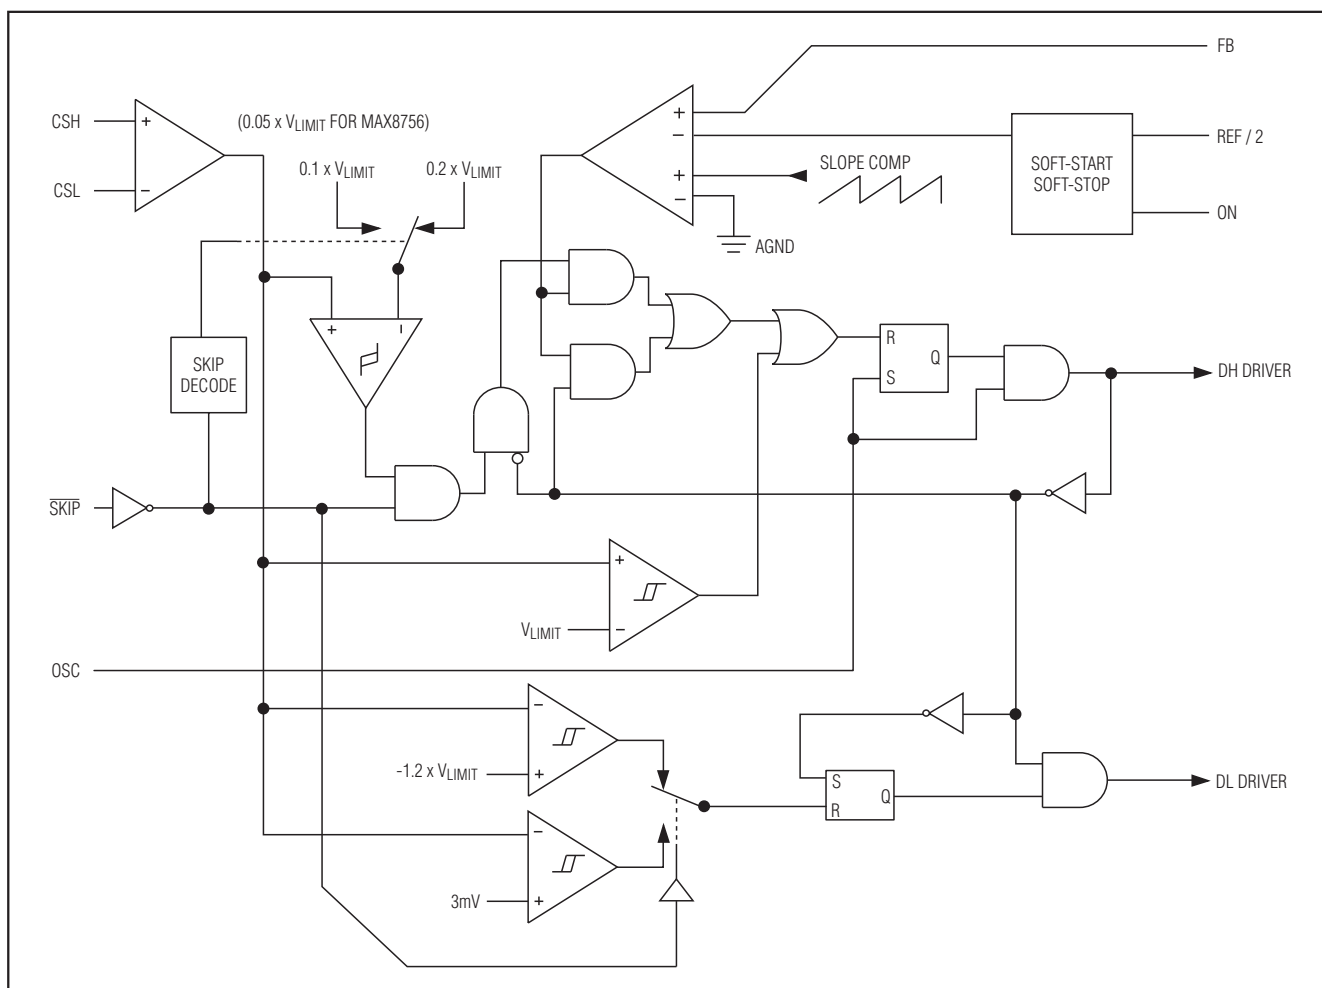 FB
CSH
+
(0.05 x VLIMIT FOR MAX8756)
+
−
REF / 2
SOFT-START
SOFT-STOP
0.1 x VLIMIT
0.2 x VLIMIT
SLOPE COMP
+
−
CSL
−
ON
AGND
+
−
SKIP
DECODE
R
Q
S
DH DRIVER
SKIP
+
VLIMIT
−
OSC
−
-1.2 x VLIMIT
+
S
Q
R
DL DRIVER
−
3mV
+